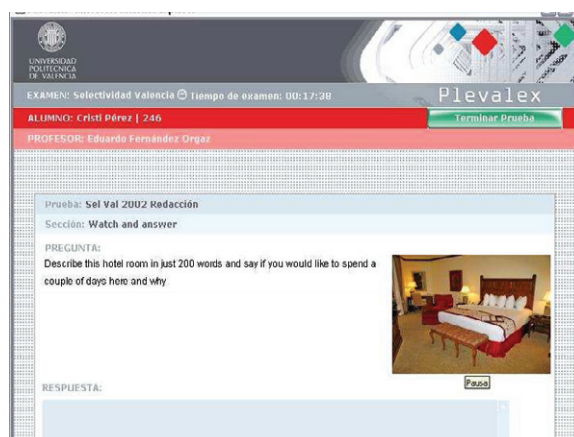 UNIVERSIDAD
POLITECNICA
DE VALENCIA
EXAMEN: Selectividad Valencia Tiempo de examen: 00:17:38
Plevalex
ALUMNO: Cristi Pérez | 246
Terminar Prueba
PROFESOR: Eduardo Fernández Orgaz
Prueba: Sel Val 2002 Redacción
Sección: Watch and answer
PREGUNTA:
Describe this hotel room in just 200 words and say if you would like to spend a
couple of days here and why
Pausa
RESPUESTA: